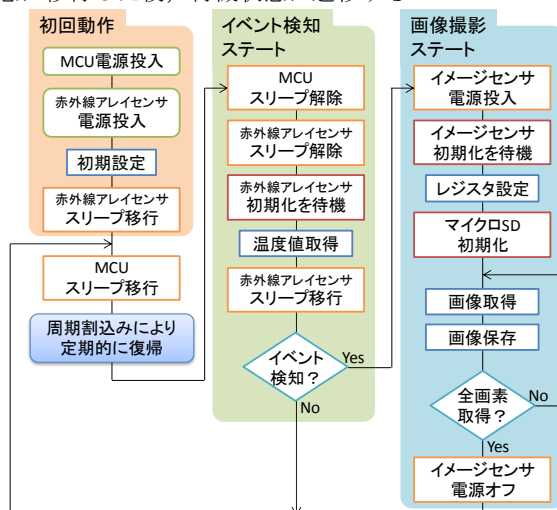 初回動作
MCU電源投入
赤外線アレイセンサ
電源投入
初期設定
赤外線アレイセンサ
スリープ移行
MCU
スリープ移行
周期割込みにより
定期的に復帰
イベント検知
ステート
MCU
スリープ解除
赤外線アレイセンサ
スリープ解除
赤外線アレイセンサ
初期化を待機
温度値取得
赤外線アレイセンサ
スリープ移行
イベント
検知？
Yes
No
画像撮影
ステート
イメージセンサ
電源投入
イメージセンサ
初期化を待機
レジスタ設定
マイクロSD
初期化
画像取得
画像保存
全画素
取得？
No
Yes
イメージセンサ
電源オフ